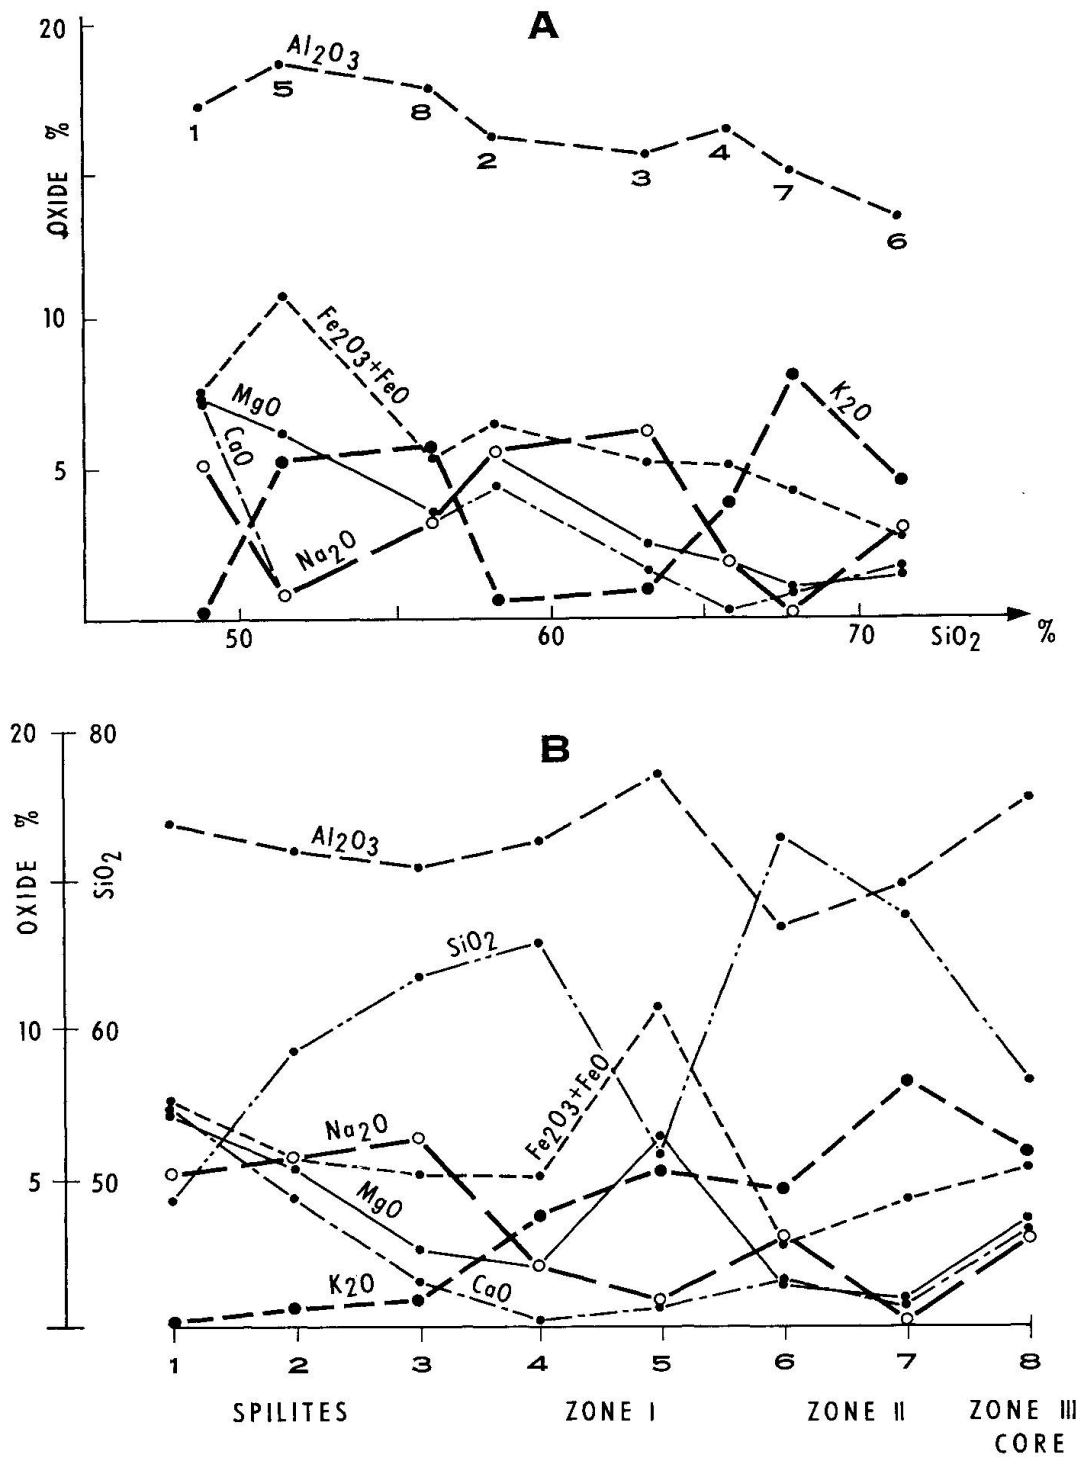 A
20
Al2O3
1
5
8
2
3
4
7
6
OXIDE %
10
Fe2O3+FeO
MgO
CaO
K2O
5
Na2O
50 60 70 SiO2 %
B
20 80
Al2O3
OXIDE %
SiO2
SiO2
10 60
Fe2O3+FeO
Na2O
5 50
MgO
K2O
CaO
1 2 3 4 5 6 7 8
SPILITES ZONE I ZONE II ZONE III
CORE